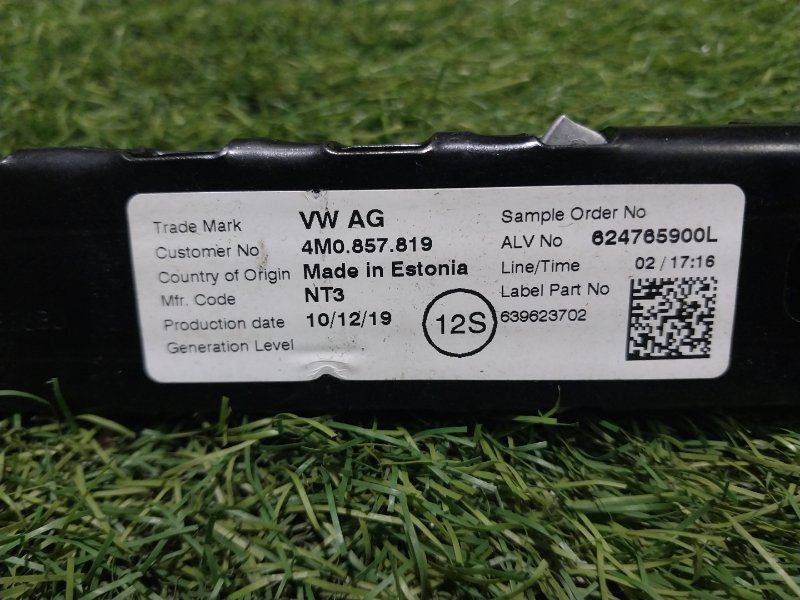 Trade Mark VW AG
Customer No 4M0.857.819
Country of Origin Made in Estonia
Mfr. Code NT3
Production date 10/12/19
Generation Level
12S
Sample Order No
ALV No 624765900L
Line/Time 02 / 17:16
Label Part No
639623702